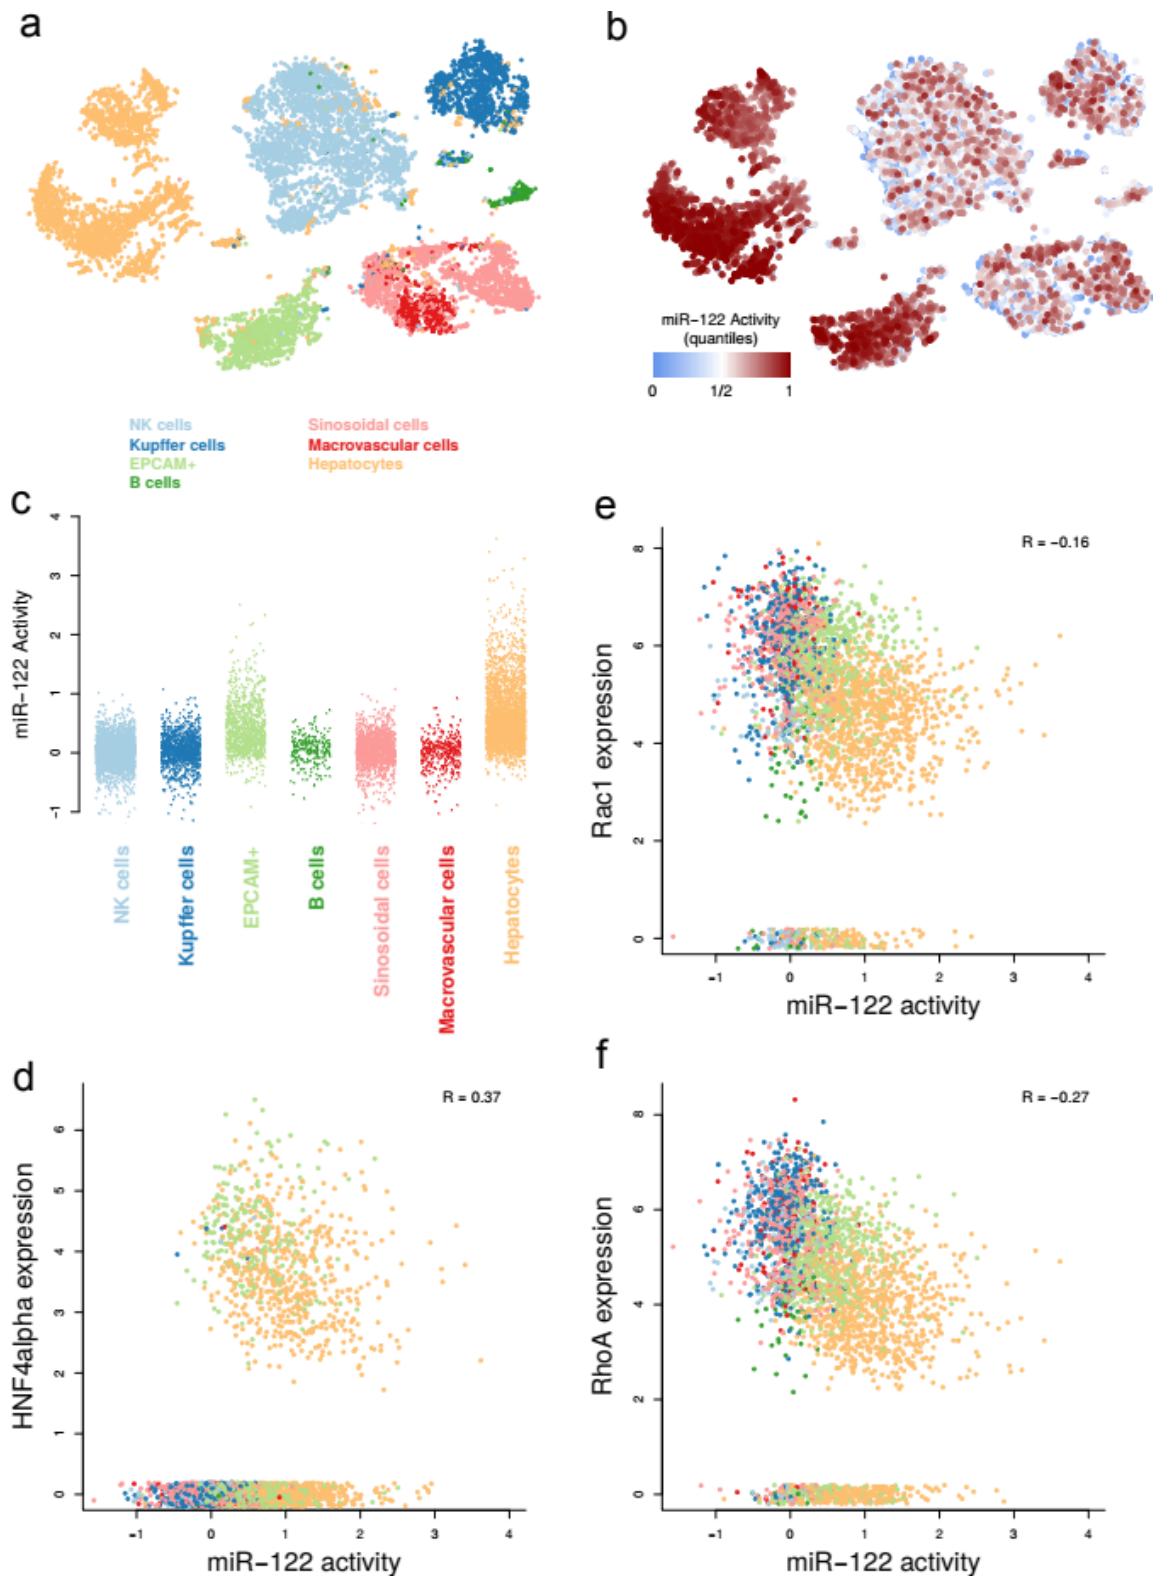 a
b
miR-122 Activity
(quantiles)
0 1/2 1
NK cells
Kupffer cells
EPCAM+
B cells
Sinosoidal cells
Macrovascular cells
Hepatocytes
c
miR-122 Activity
4
3
2
1
0
-1
NK cells
Kupffer cells
EPCAM+
B cells
Sinosoidal cells
Macrovascular cells
Hepatocytes
d
R = 0.37
HNF4alpha expression
6
5
4
3
2
1
0
-1 0 1 2 3 4
miR-122 activity
e
R = -0.16
Rac1 expression
8
6
4
2
0
-1 0 1 2 3 4
miR-122 activity
f
R = -0.27
RhoA expression
8
6
4
2
0
-1 0 1 2 3 4
miR-122 activity